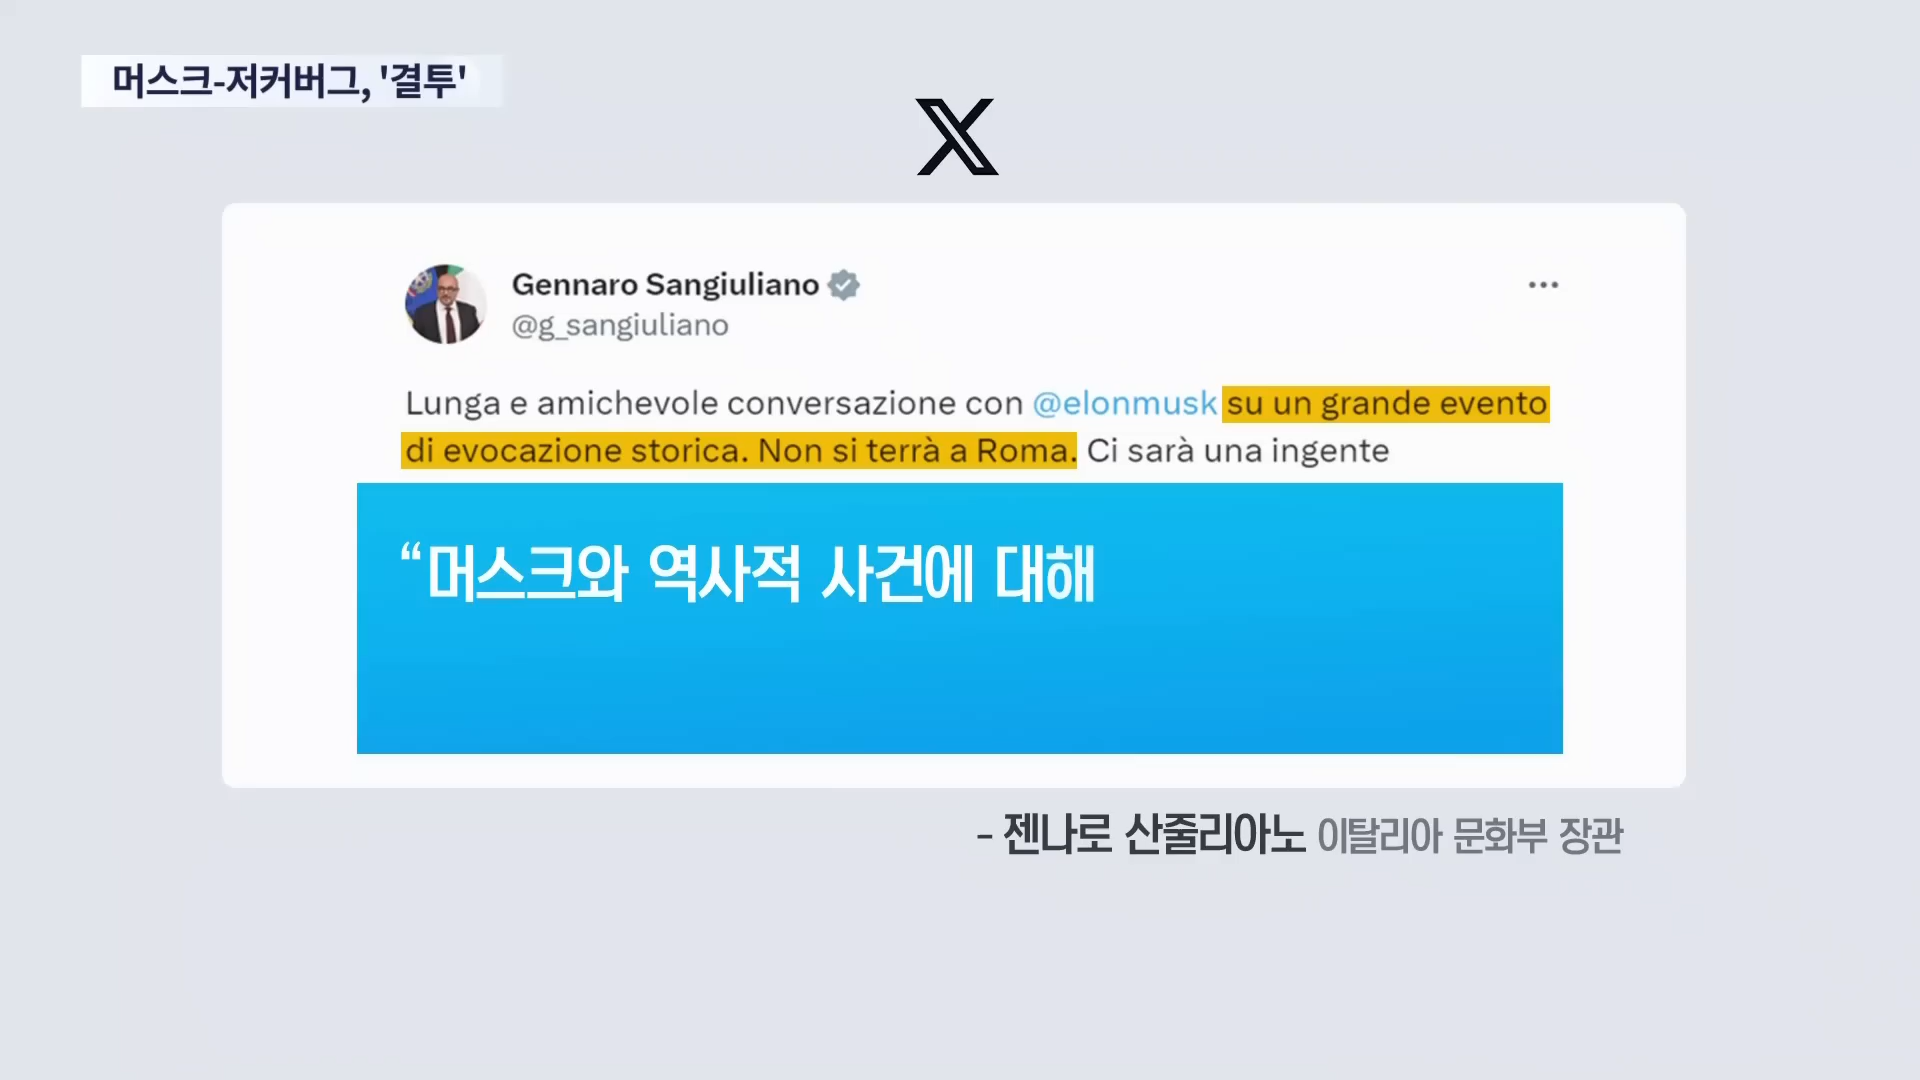 머스크-저커버그, '결투'
X
Gennaro Sangiuliano
@g_sangiuliano
Lunga e amichevole conversazione con @elonmusk su un grande evento
di evocazione storica. Non si terrà a Roma. Ci sarà una ingente
“머스크와 역사적 사건에 대해
- 젠나로 산줄리아노 이탈리아 문화부 장관